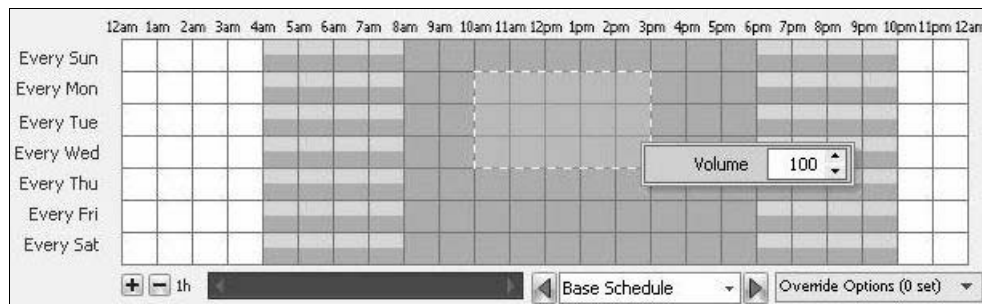 12am 1am 2am 3am 4am 5am 6am 7am 8am 9am 10am 11am 12pm 1pm 2pm 3pm 4pm 5pm 6pm 7pm 8pm 9pm 10pm 11pm 12am
Every Sun
Every Mon
Every Tue
Every Wed
Volume 100
Every Thu
Every Fri
Every Sat
1h Base Schedule Override Options (0 set)